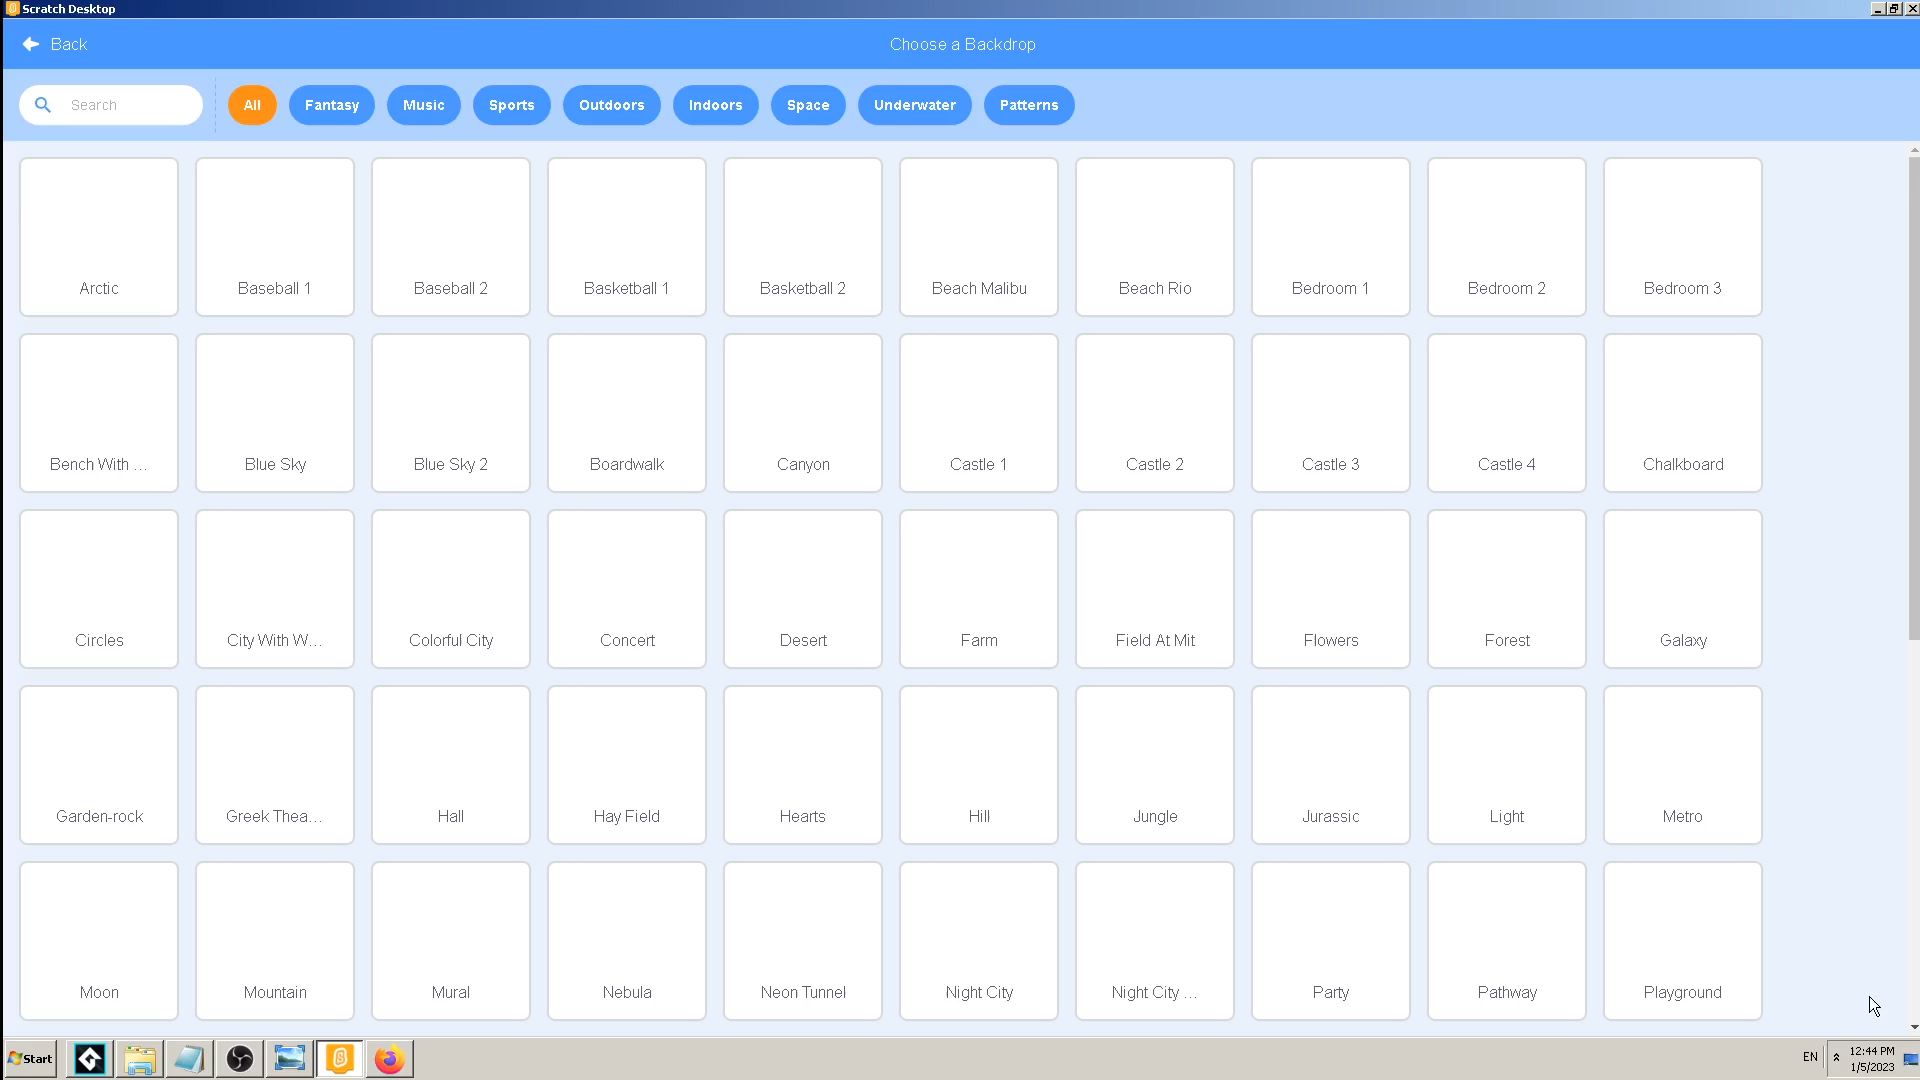 Scratch Desktop
Back
Choose a Backdrop
Search
All Fantasy Music Sports Outdoors Indoors Space Underwater Patterns
Arctic Baseball 1 Baseball 2 Basketball 1 Basketball 2 Beach Malibu Beach Rio Bedroom 1 Bedroom 2 Bedroom 3
Bench With ... Blue Sky Blue Sky 2 Boardwalk Canyon Castle 1 Castle 2 Castle 3 Castle 4 Chalkboard
Circles City With W... Colorful City Concert Desert Farm Field At Mit Flowers Forest Galaxy
Garden-rock Greek Thea... Hall Hay Field Hearts Hill Jungle Jurassic Light Metro
Moon Mountain Mural Nebula Neon Tunnel Night City Night City ... Party Pathway Playground
Start
EN
12:44 PM
1/5/2023